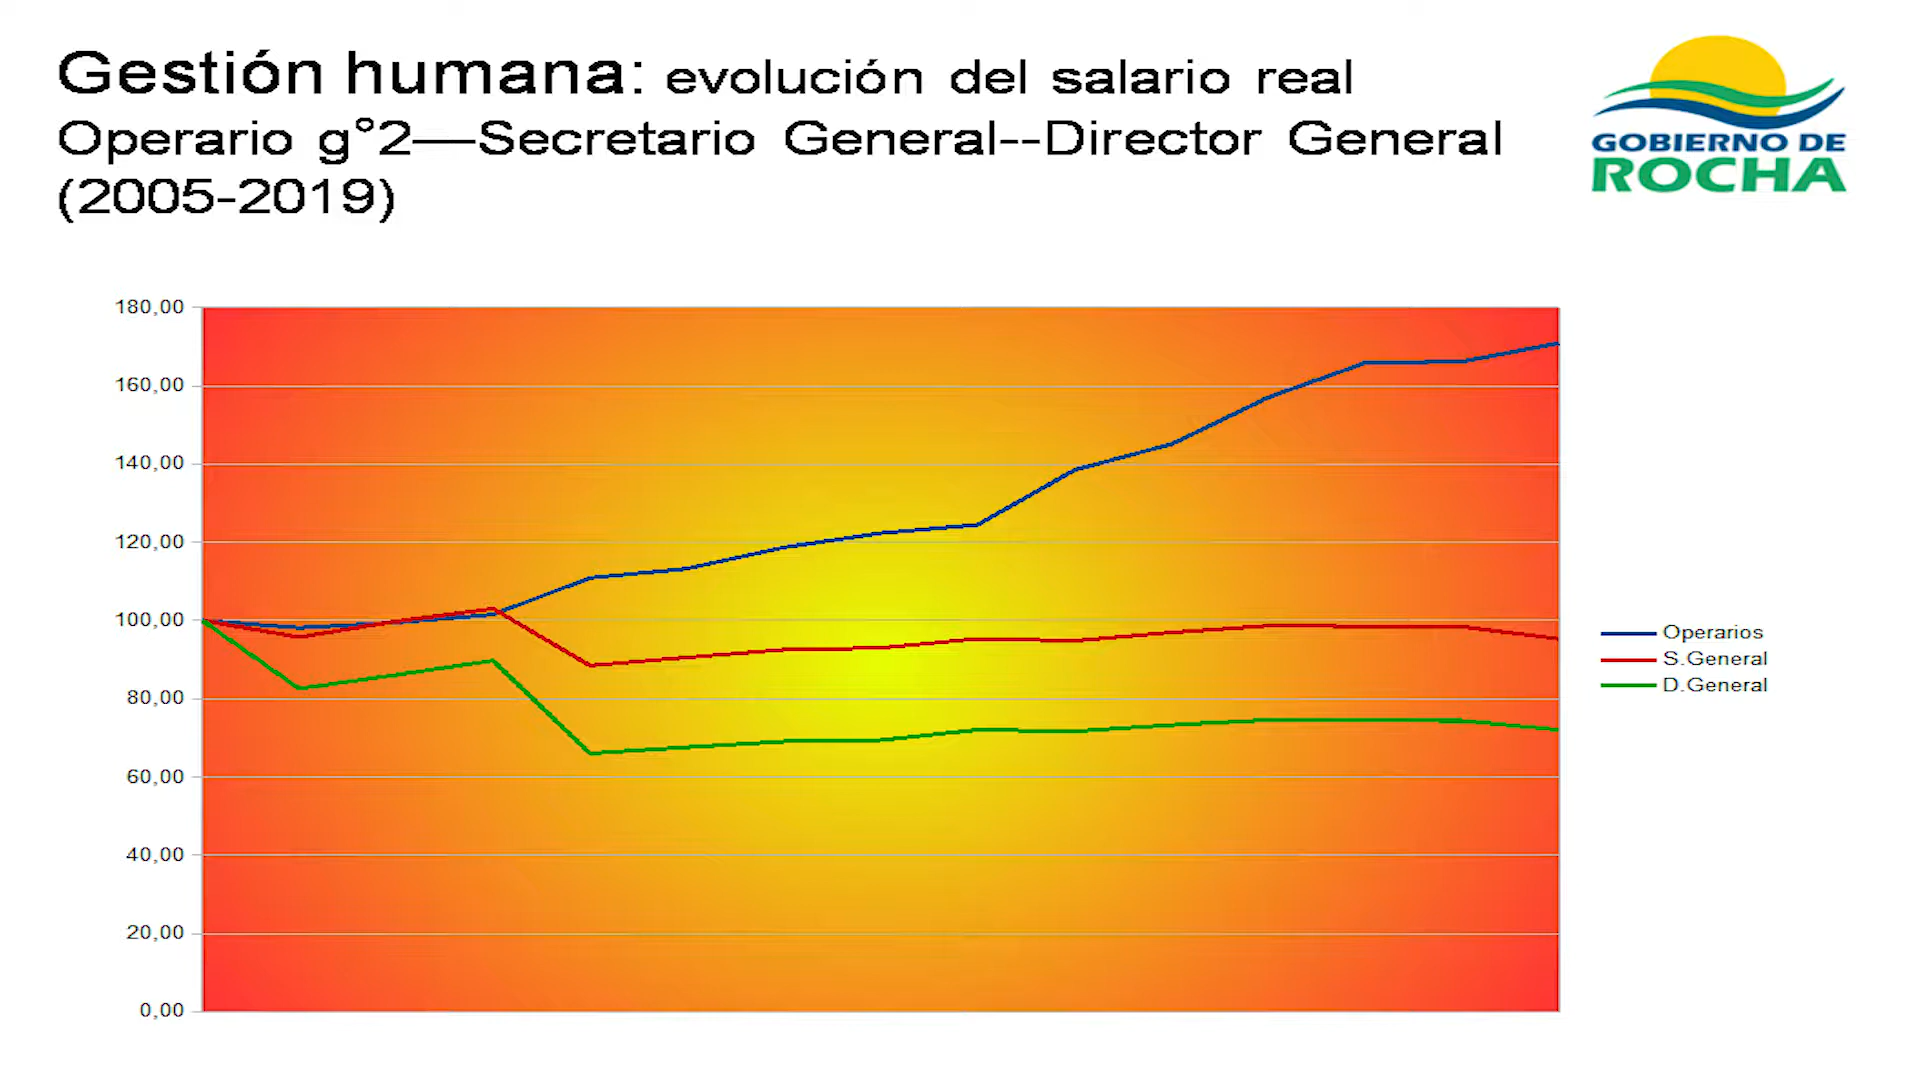 Gestión humana: evolución del salario real
Operario g°2—Secretario General--Director General
(2005-2019)
GOBIERNO DE
ROCHA
180,00
160,00
140,00
120,00
100,00
80,00
60,00
40,00
20,00
0,00
Operarios
S.General
D.General